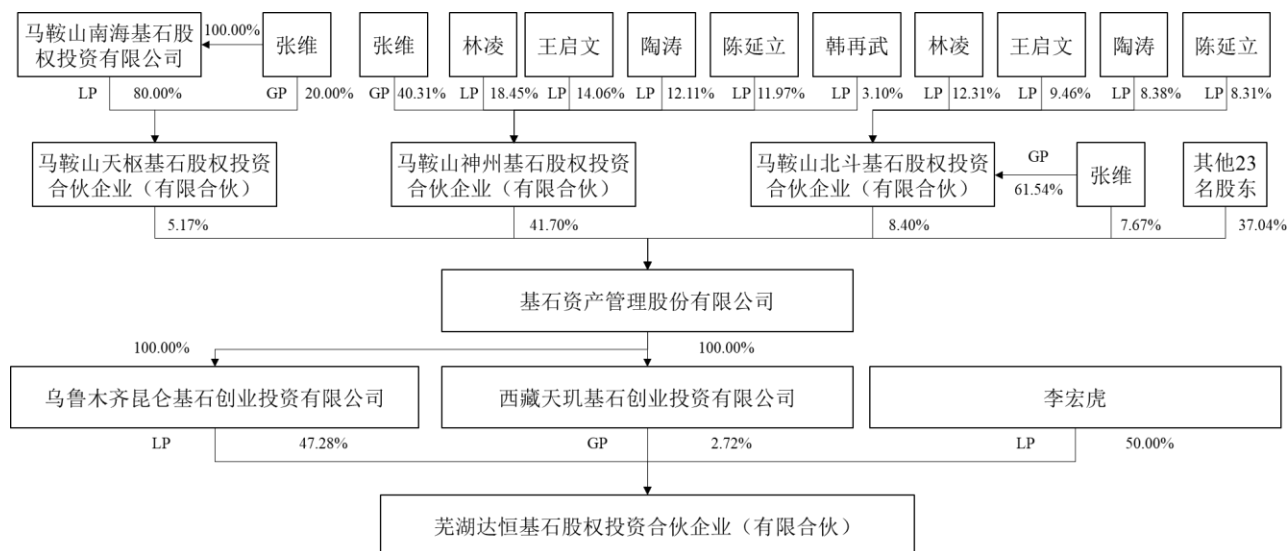 马鞍山南海基石股
权投资有限公司
100.00%
张维
张维
林凌
王启文
陶涛
陈延立
韩再武
林凌
王启文
陶涛
陈延立
LP
80.00%
GP
20.00%
GP
40.31%
LP
18.45%
LP
14.06%
LP
12.11%
LP
11.97%
LP
3.10%
LP
12.31%
LP
9.46%
LP
8.38%
LP
8.31%
马鞍山天枢基石股权投资
合伙企业（有限合伙）
马鞍山神州基石股权投资
合伙企业（有限合伙）
马鞍山北斗基石股权投资
合伙企业（有限合伙）
GP
61.54%
张维
其他23
名股东
5.17%
41.70%
8.40%
7.67%
37.04%
基石资产管理股份有限公司
100.00%
100.00%
乌鲁木齐昆仑基石创业投资有限公司
西藏天玑基石创业投资有限公司
李宏虎
LP
47.28%
GP
2.72%
LP
50.00%
芜湖达恒基石股权投资合伙企业（有限合伙）